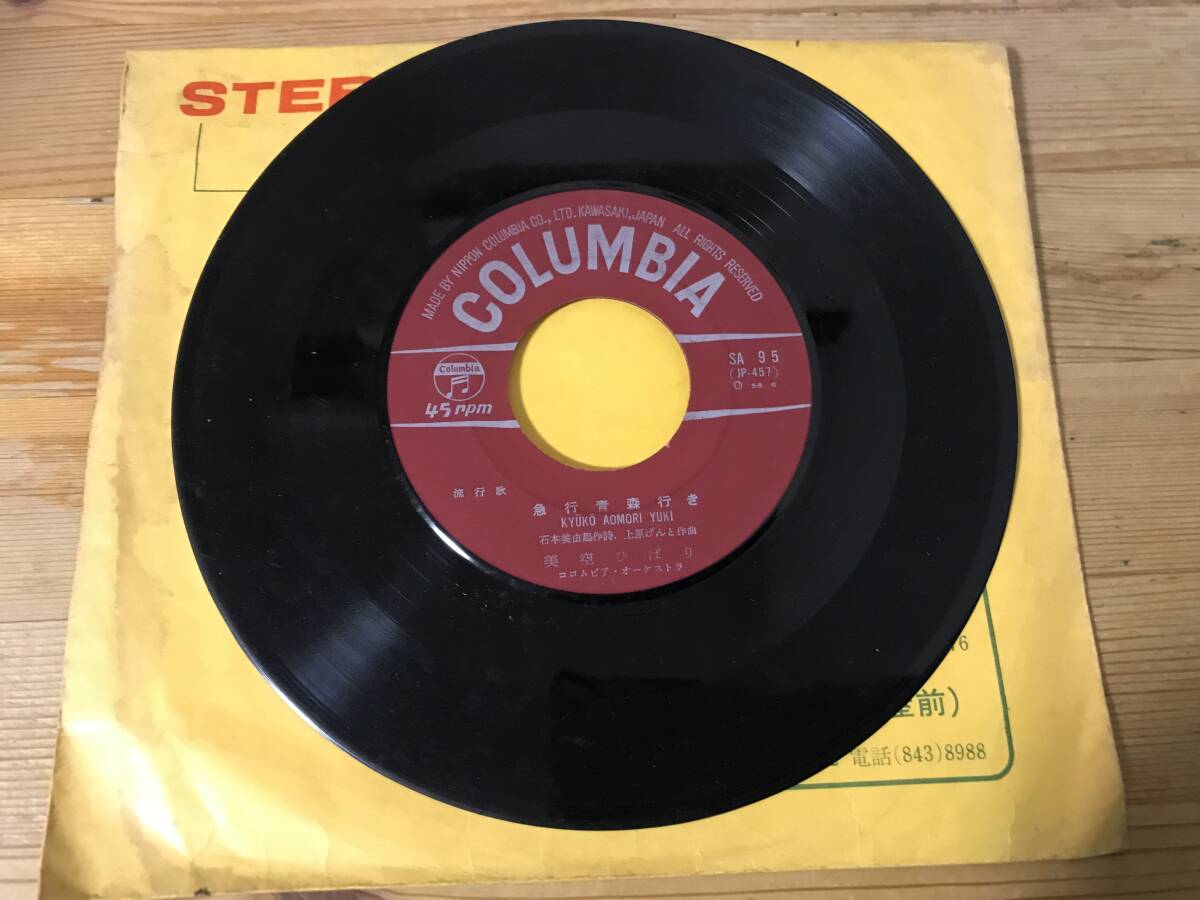 STE
MADE BY NIPPON COLUMBIA CO., LTD. KAWASAKI, JAPAN ALL RIGHTS RESERVED
COLUMBIA
Columbia
45 rpm
SA 95
(JP-457)
流行歌
急行青森行き
KYŪKŌ AOMORI YUKI
石本美由起作詩、上原げんと作曲
美空ひばり
コロムビア・オーケストラ
前)
電話(843)8988